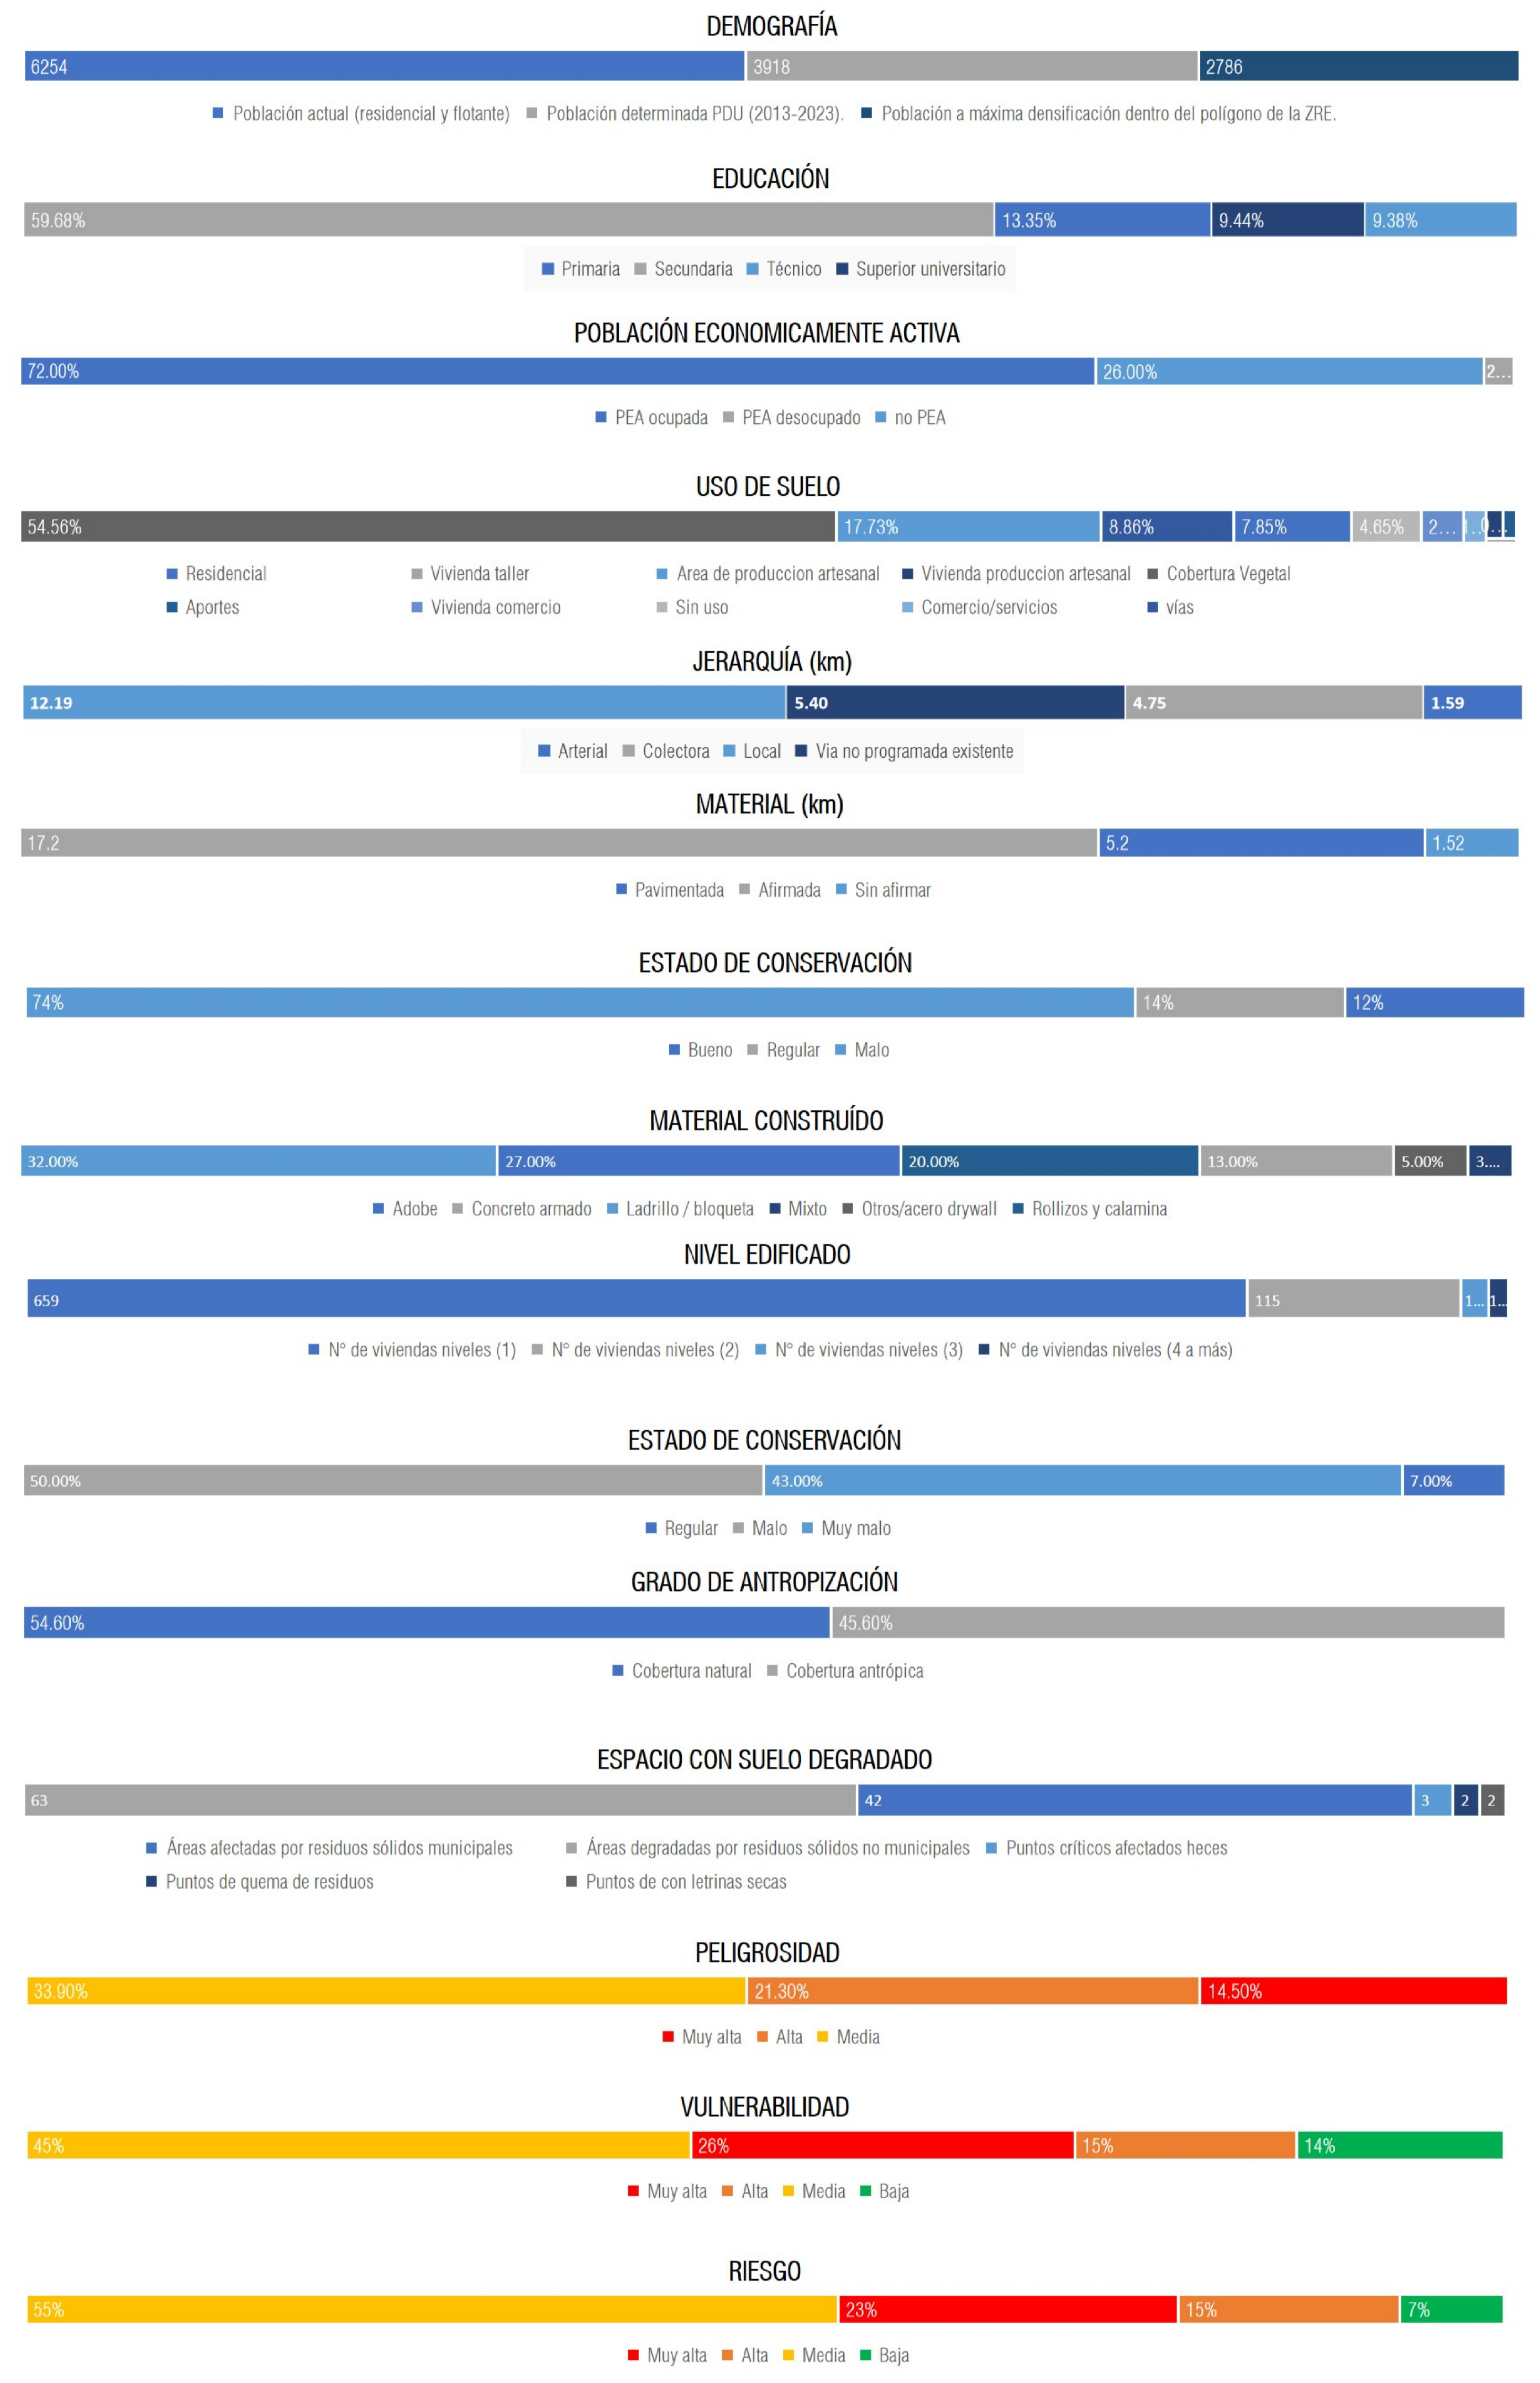 DEMOGRAFÍA
6254 3918 2786
Población actual (residencial y flotante) Población determinada PDU (2013-2023). Población a máxima densificación dentro del polígono de la ZRE.
EDUCACIÓN
59.68% 13.35% 9.44% 9.38%
Primaria Secundaria Técnico Superior universitario
POBLACIÓN ECONOMICAMENTE ACTIVA
72.00% 26.00% 2...
PEA ocupada PEA desocupado no PEA
USO DE SUELO
54.56% 17.73% 8.86% 7.85% 4.65% 2...
Residencial Vivienda taller Area de produccion artesanal Vivienda produccion artesanal Cobertura Vegetal
Aportes Vivienda comercio Sin uso Comercio/servicios vías
JERARQUÍA (km)
12.19 5.40 4.75 1.59
Arterial Colectora Local Via no programada existente
MATERIAL (km)
17.2 5.2 1.52
Pavimentada Afirmada Sin afirmar
ESTADO DE CONSERVACIÓN
74% 14% 12%
Bueno Regular Malo
MATERIAL CONSTRUÍDO
32.00% 27.00% 20.00% 13.00% 5.00% 3....
Adobe Concreto armado Ladrillo / bloqueta Mixto Otros/acero drywall Rollizos y calamina
NIVEL EDIFICADO
659 115 1... 1...
N° de viviendas niveles (1) N° de viviendas niveles (2) N° de viviendas niveles (3) N° de viviendas niveles (4 a más)
ESTADO DE CONSERVACIÓN
50.00% 43.00% 7.00%
Regular Malo Muy malo
GRADO DE ANTROPIZACIÓN
54.60% 45.60%
Cobertura natural Cobertura antrópica
ESPACIO CON SUELO DEGRADADO
63 42 3 2 2
Áreas afectadas por residuos sólidos municipales Áreas degradadas por residuos sólidos no municipales Puntos críticos afectados heces
Puntos de quema de residuos Puntos de con letrinas secas
PELIGROSIDAD
33.90% 21.30% 14.50%
Muy alta Alta Media
VULNERABILIDAD
45% 26% 15% 14%
Muy alta Alta Media Baja
RIESGO
55% 23% 15% 7%
Muy alta Alta Media Baja